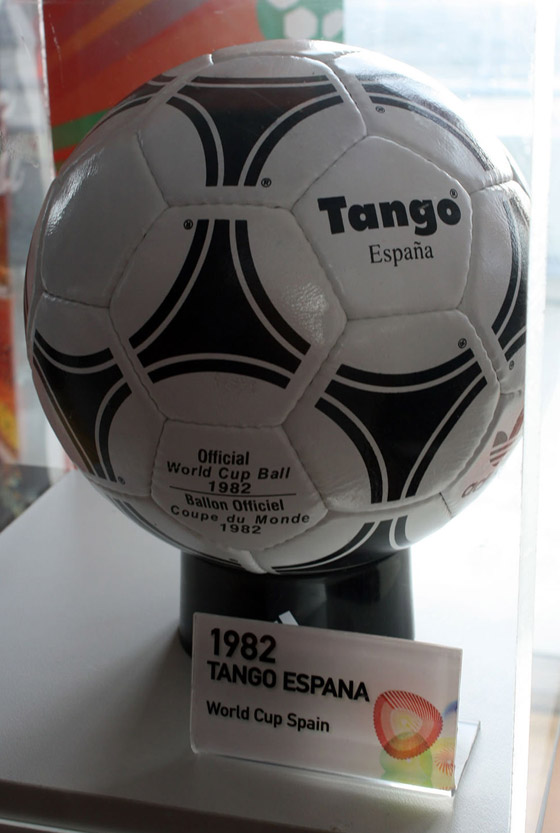 Tango®
España
Official
World Cup Ball
1982
Ballon Officiel
Coupe du Monde
1982
1982
TANGO ESPANA
World Cup Spain